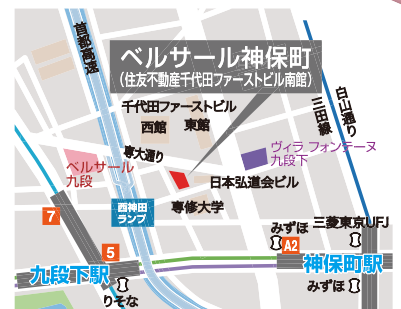 首都高速
ベルサール神保町
(住友不動産千代田ファーストビル南館)
千代田ファーストビル
西館
東館
専大通り
白山通り
三田線
ヴィラ フォンテーヌ
九段下
ベルサール
九段
日本弘道会ビル
西神田
ランプ
専修大学
7
5
みずほ
A2
三菱東京UFJ
九段下駅
神保町駅
りそな
みずほ